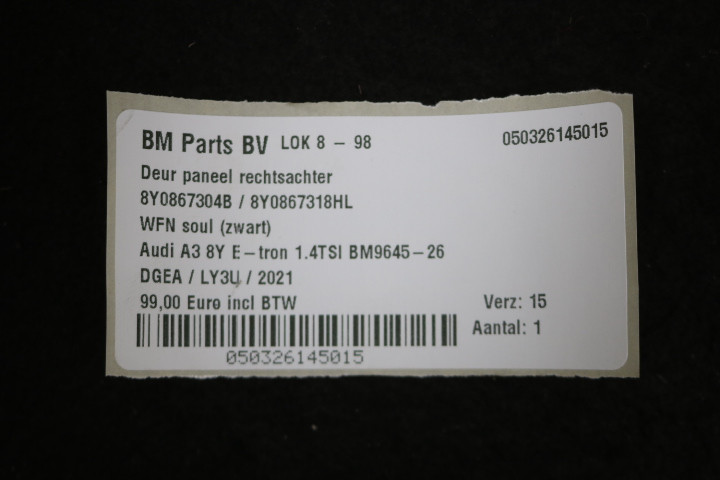 BM Parts BV LOK 8 - 98 050326145015
Deur paneel rechtsachter
8Y0867304B / 8Y0867318HL
WFN soul (zwart)
Audi A3 8Y E-tron 1.4TSI BM9645-26
DGEA / LY3U / 2021
99,00 Euro incl BTW Verz: 15
Aantal: 1
050326145015